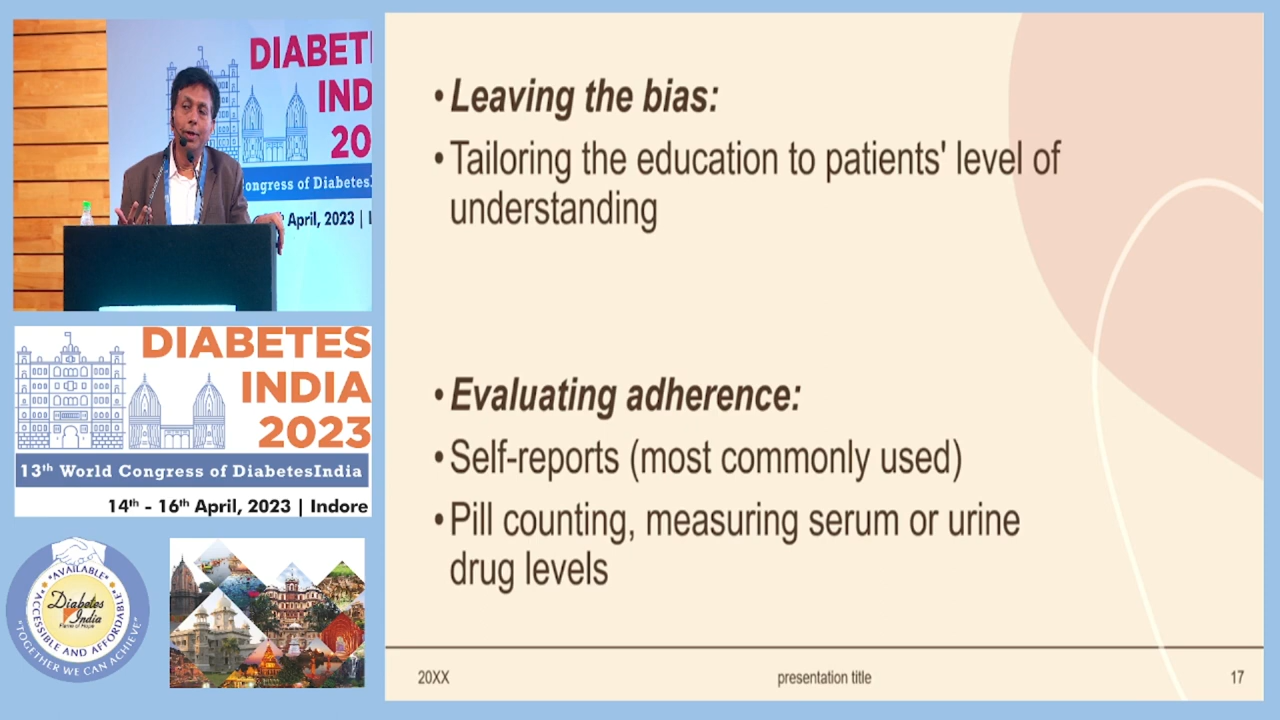 DIABETI
IND
20
ongress of Diabetes
April, 2023 |
DIABETES
INDIA
2023
13th World Congress of DiabetesIndia
14th - 16th April, 2023 | Indore
"AVAILABLE"
"ACCESSIBLE AND AFFORDABLE"
Diabetes
India
"TOGETHER WE CAN ACHIEVE"
• Leaving the bias:
• Tailoring the education to patients' level of
understanding
• Evaluating adherence:
• Self-reports (most commonly used)
• Pill counting, measuring serum or urine
drug levels
20XX
presentation title
17